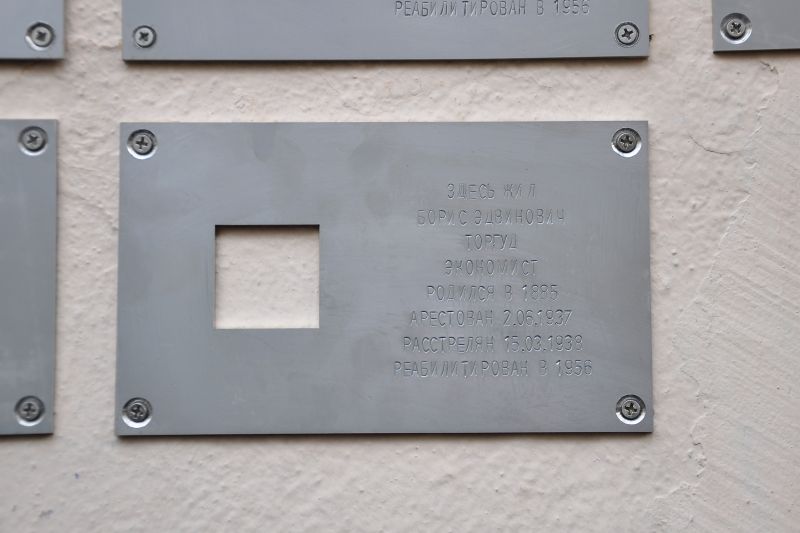 РЕАБИЛИТИРОВАН В 1956
ЗДЕСЬ ЖИЛ
БОРИС ЭДВИНОВИЧ
ТОРГУД
ЭКОНОМИСТ
РОДИЛСЯ В 1885
АРЕСТОВАН 2.06.1937
РАССТРЕЛЯН 15.03.1938
РЕАБИЛИТИРОВАН В 1956